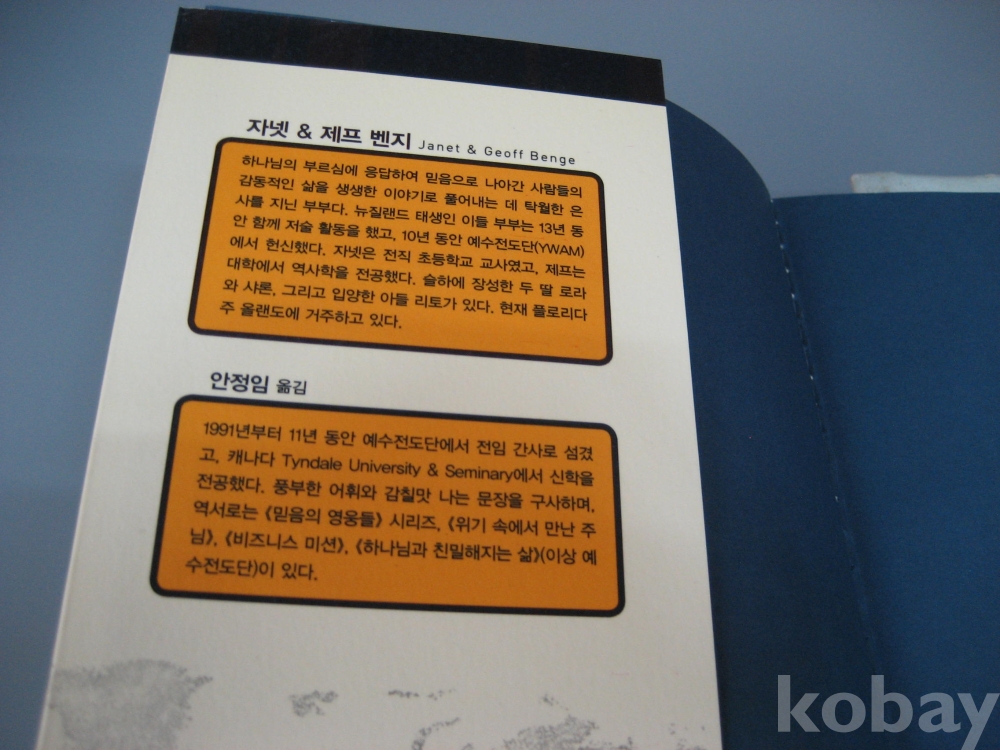 자넷 & 제프 벤지 Janet & Geoff Benge
하나님의 부르심에 응답하여 믿음으로 나아간 사람들의
감동적인 삶을 생생한 이야기로 풀어내는 데 탁월한 은
사를 지닌 부부다. 뉴질랜드 태생인 이들 부부는 13년 동
안 함께 저술 활동을 했고, 10년 동안 예수전도단(YWAM)
에서 헌신했다. 자넷은 전직 초등학교 교사였고, 제프는
대학에서 역사학을 전공했다. 슬하에 장성한 두 딸 로라
와 샤론, 그리고 입양한 아들 리토가 있다. 현재 플로리다
주 올랜도에 거주하고 있다.
안정임 옮김
1991년부터 11년 동안 예수전도단에서 전임 간사로 섬겼
고, 캐나다 Tyndale University & Seminary에서 신학을
전공했다. 풍부한 어휘와 감칠맛 나는 문장을 구사하며,
역서로는 《믿음의 영웅들》 시리즈, 《위기 속에서 만난 주
님》, 《비즈니스 미션》, 《하나님과 친밀해지는 삶》(이상 예
수전도단)이 있다.
kobay